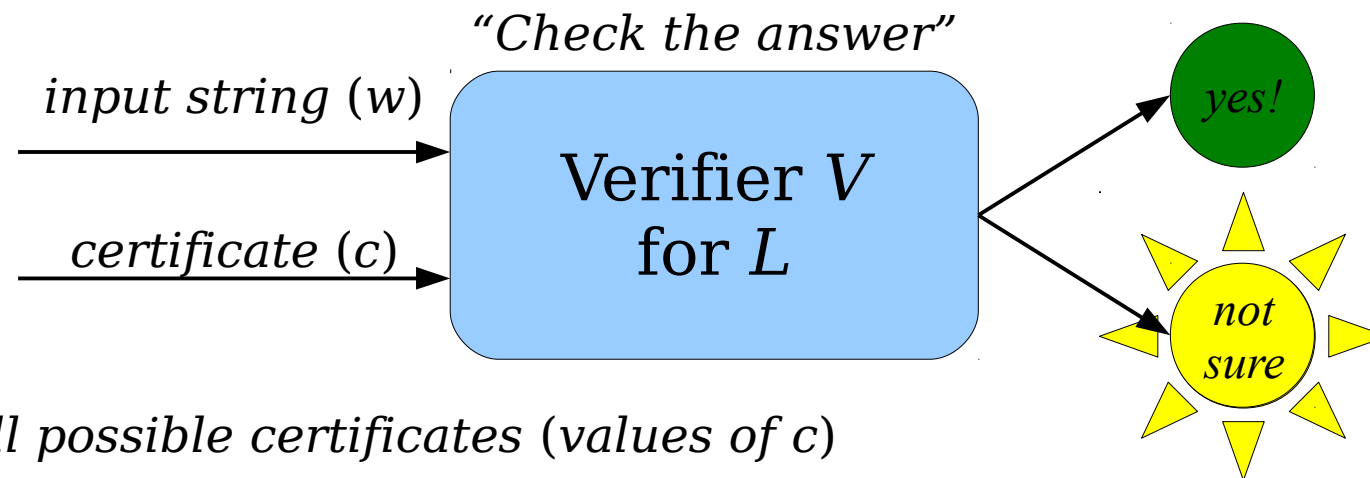 “Check the answer”
input string (w)
yes!
Verifier V
for L
certificate (c)
not
sure
possible certificates (values of c)